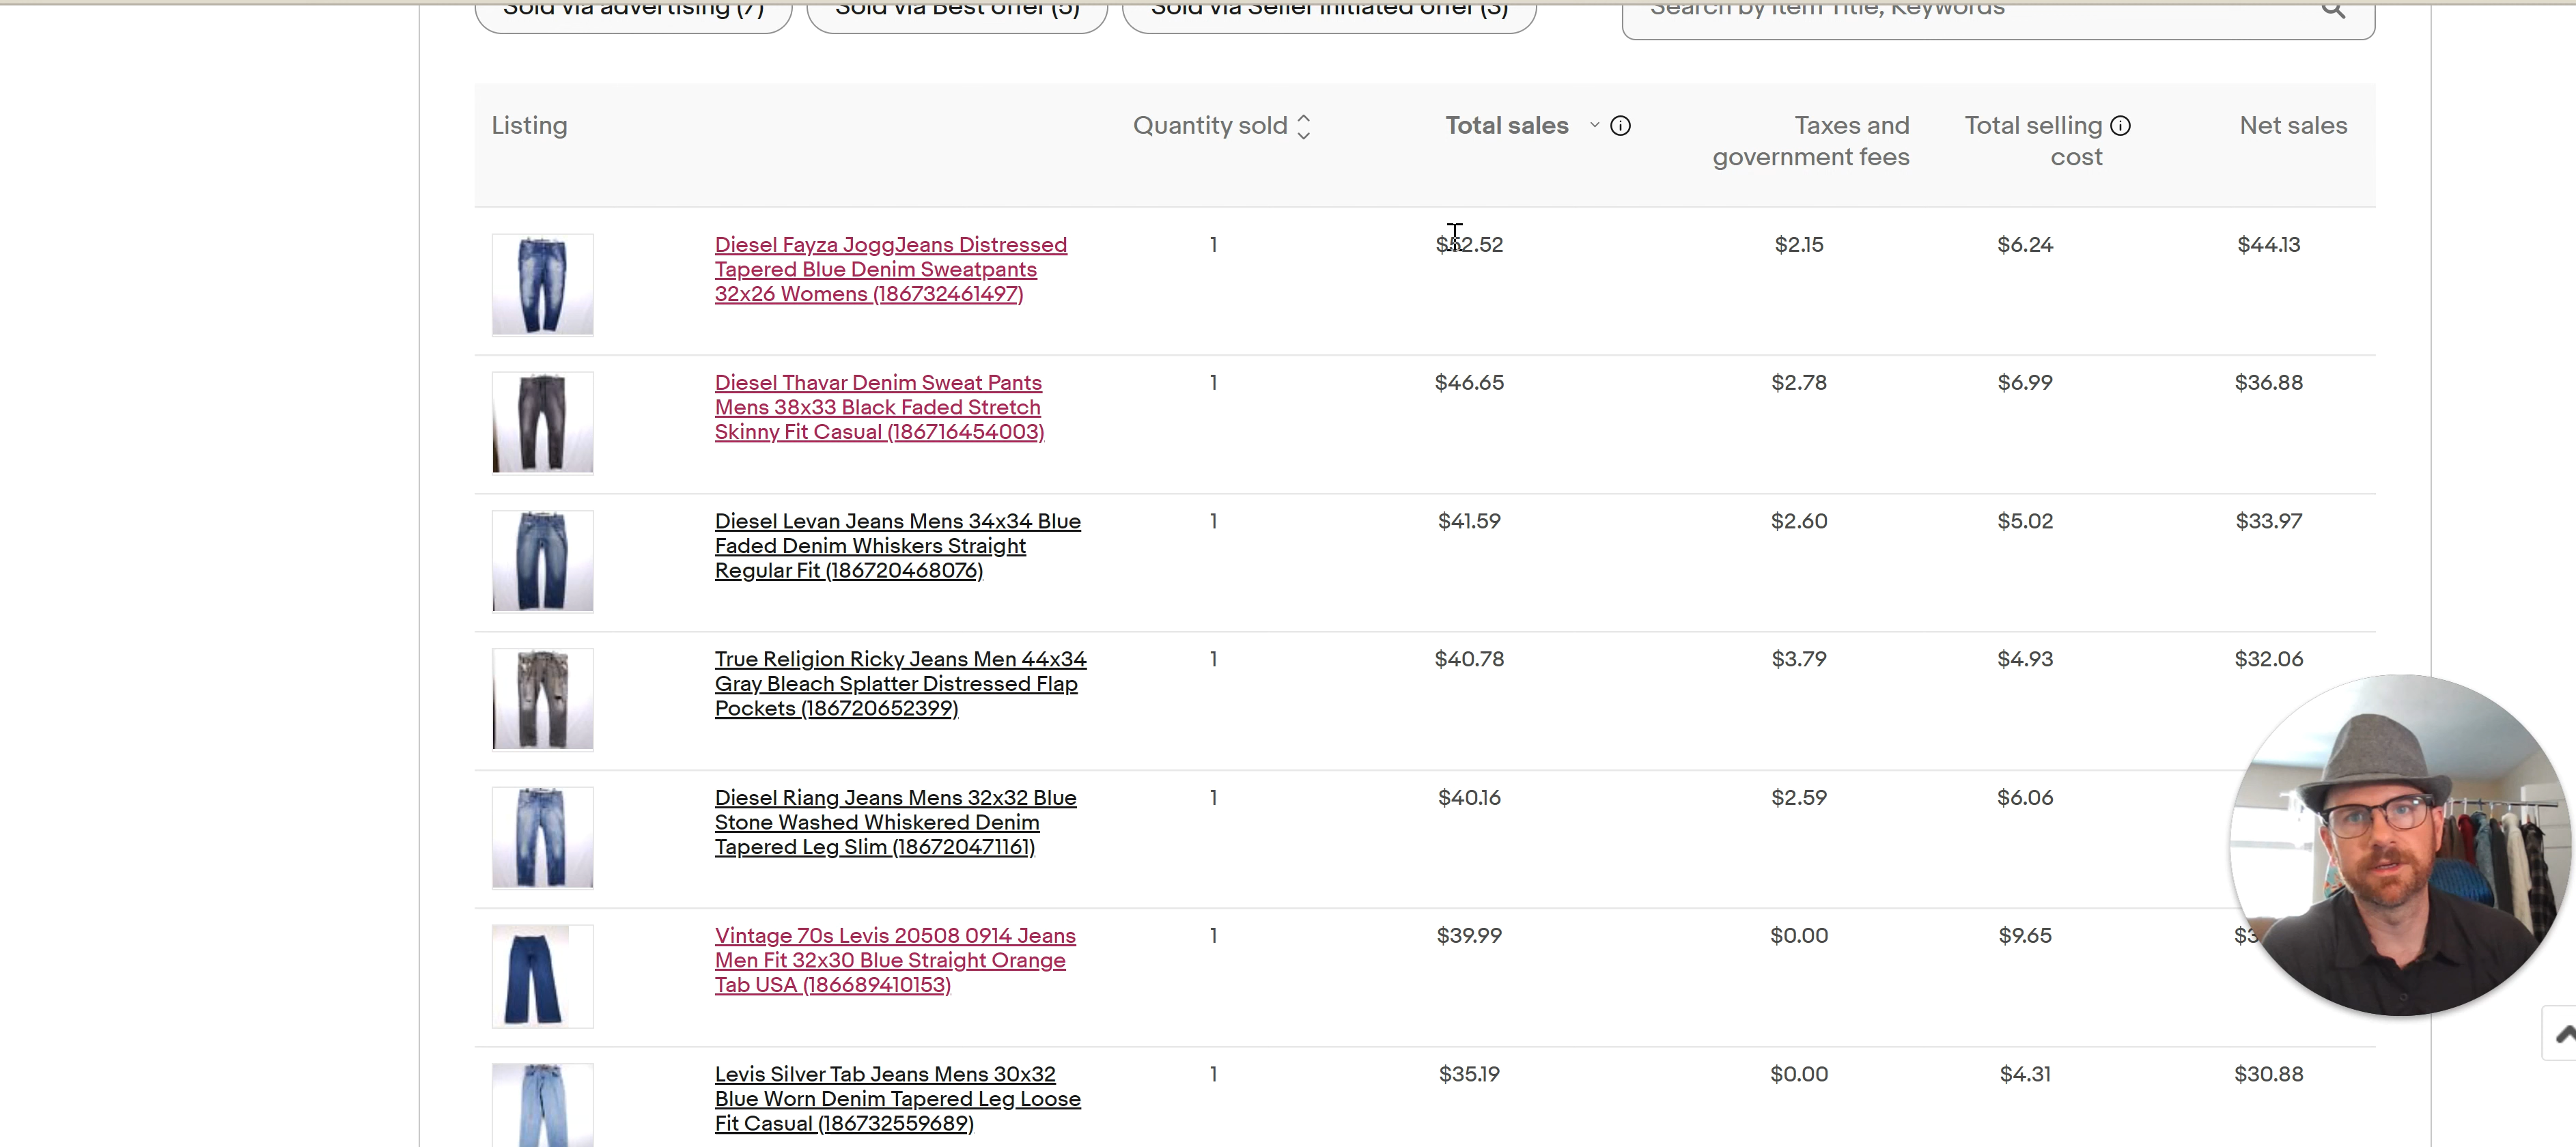 Sold via advertising (7)
Sold via Best offer (5)
Sold via Seller initiated offer (3)
Search by Item Title, Keywords
Listing
Quantity sold
Total sales
Taxes and
government fees
Total selling
cost
Net sales
Diesel Fayza JoggJeans Distressed
Tapered Blue Denim Sweatpants
32x26 Womens (186732461497)
1
$52.52
$2.15
$6.24
$44.13
Diesel Thavar Denim Sweat Pants
Mens 38x33 Black Faded Stretch
Skinny Fit Casual (186716454003)
1
$46.65
$2.78
$6.99
$36.88
Diesel Levan Jeans Mens 34x34 Blue
Faded Denim Whiskers Straight
Regular Fit (186720468076)
1
$41.59
$2.60
$5.02
$33.97
True Religion Ricky Jeans Men 44x34
Gray Bleach Splatter Distressed Flap
Pockets (186720652399)
1
$40.78
$3.79
$4.93
$32.06
Diesel Riang Jeans Mens 32x32 Blue
Stone Washed Whiskered Denim
Tapered Leg Slim (186720471161)
1
$40.16
$2.59
$6.06
Vintage 70s Levis 20508 0914 Jeans
Men Fit 32x30 Blue Straight Orange
Tab USA (186689410153)
1
$39.99
$0.00
$9.65
Levis Silver Tab Jeans Mens 30x32
Blue Worn Denim Tapered Leg Loose
Fit Casual (186732559689)
1
$35.19
$0.00
$4.31
$30.88